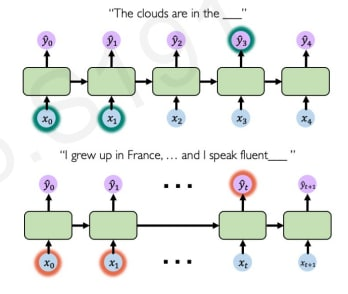 "The clouds are in the ___"
ŷ₀ ŷ₁ ŷ₂ ŷ₃ ŷ₄
x₀ x₁ x₂ x₃ x₄
"I grew up in France, … and I speak fluent___ "
ŷ₀ ŷ₁ ▪ ▪ ▪ ŷₜ ŷₜ₊₁
x₀ x₁ ▪ ▪ ▪ xₜ xₜ₊₁